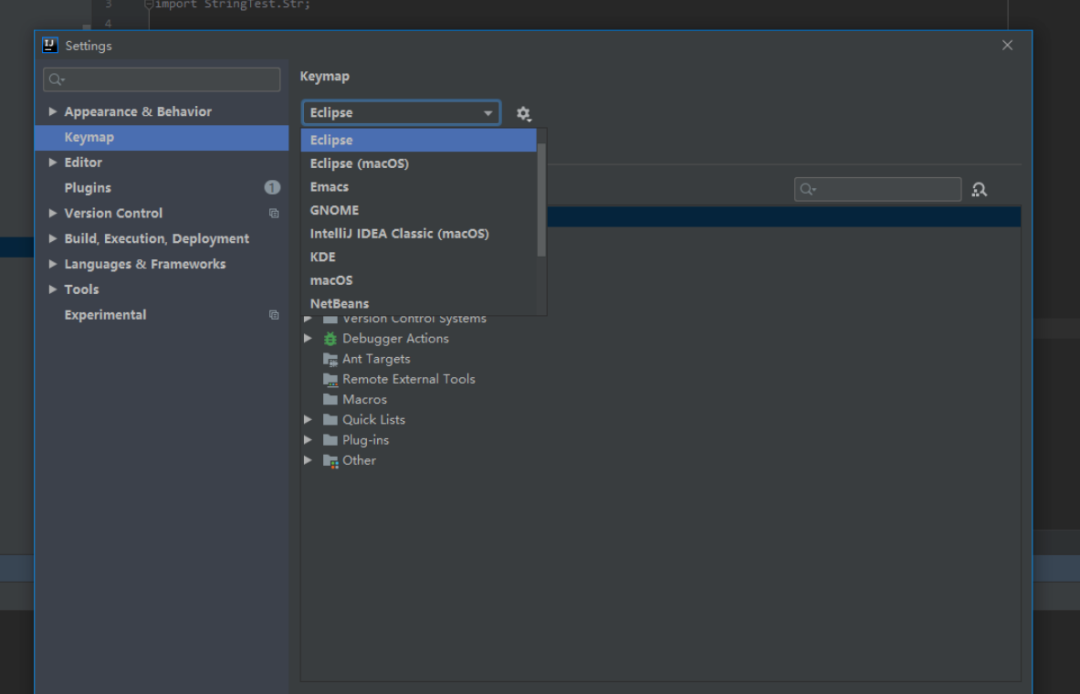 3 import StringTest.Str;
4
Settings
Keymap
Appearance & Behavior
Keymap
Editor
Plugins 1
Version Control
Build, Execution, Deployment
Languages & Frameworks
Tools
Experimental
Eclipse
Eclipse
Eclipse (macOS)
Emacs
GNOME
IntelliJ IDEA Classic (macOS)
KDE
macOS
NetBeans
Version Control Systems
Debugger Actions
Ant Targets
Remote External Tools
Macros
Quick Lists
Plug-ins
Other